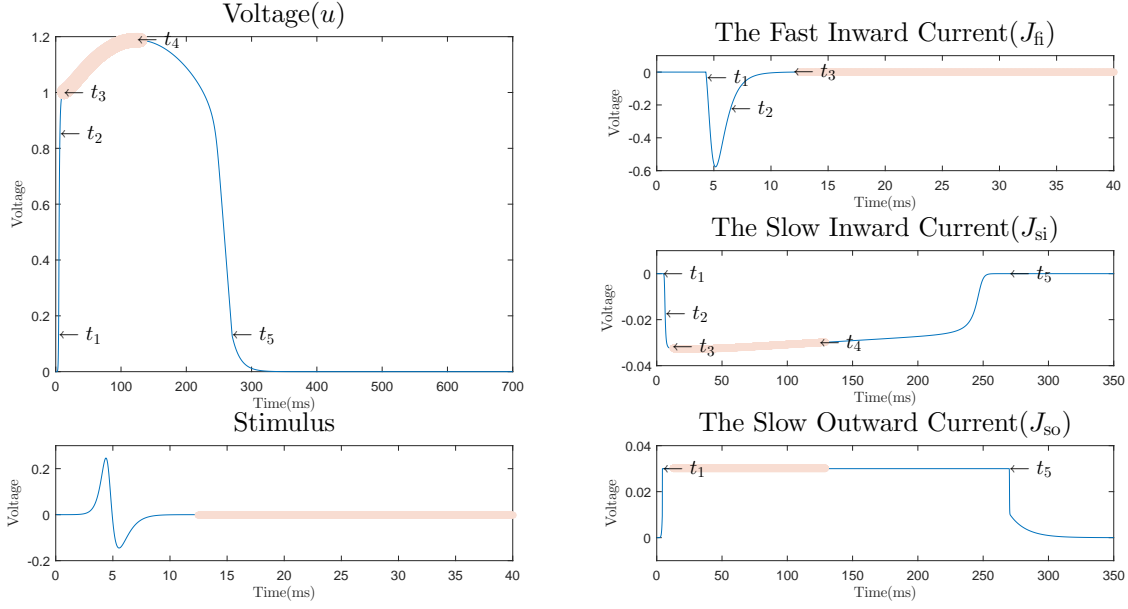 Voltage(u)
1.2
1
0.8
0.6
0.4
0.2
0
Voltage
← t4
← t3
← t2
← t1
← t5
0 100 200 300 400 500 600 700
Time(ms)
Stimulus
0.2
0
-0.2
Voltage
0 5 10 15 20 25 30 35 40
Time(ms)
The Fast Inward Current(Jfi)
0
-0.2
-0.4
-0.6
Voltage
← t1
← t2
← t3
0 5 10 15 20 25 30 35 40
Time(ms)
The Slow Inward Current(Jsi)
0
-0.02
-0.04
Voltage
← t1
← t2
← t3
← t4
← t5
0 50 100 150 200 250 300 350
Time(ms)
The Slow Outward Current(Jso)
0.04
0.02
0
Voltage
← t1
← t5
0 50 100 150 200 250 300 350
Time(ms)